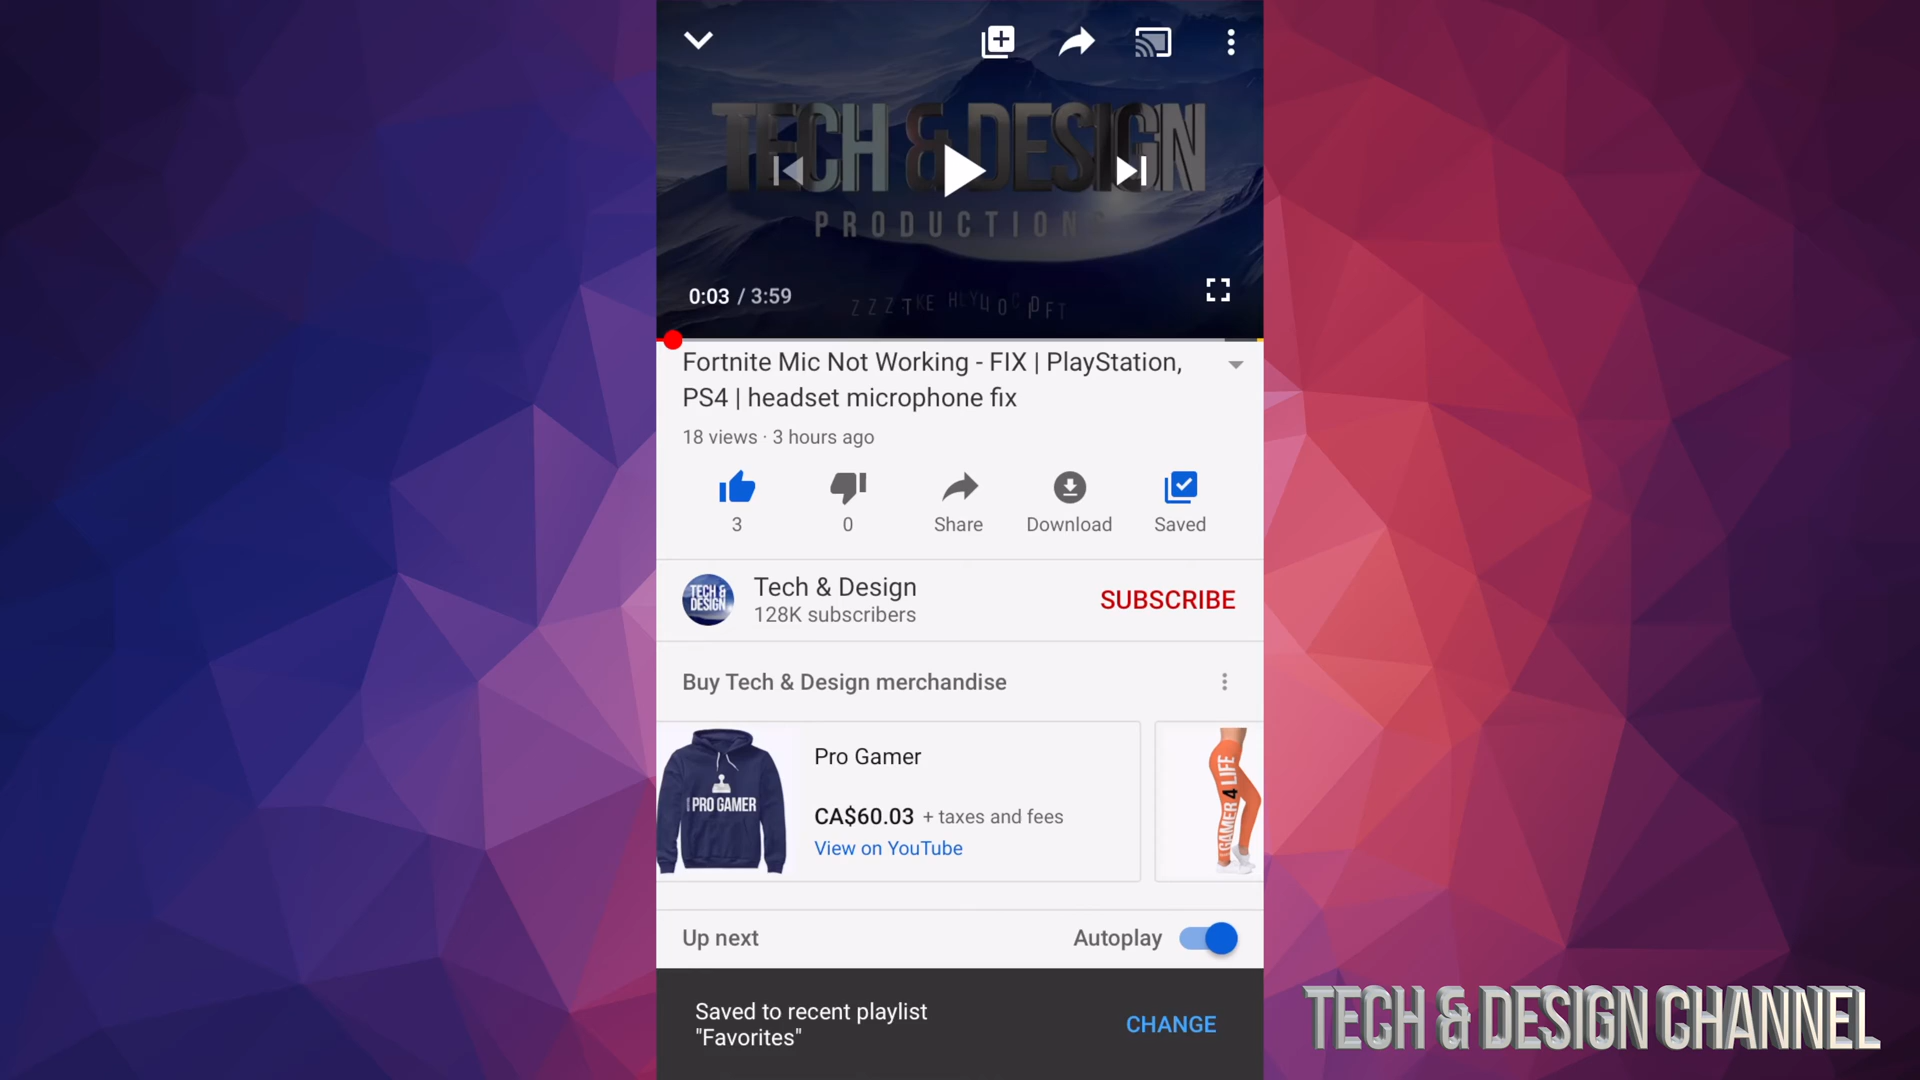 TECH & DESIGN
PRODUCTIONS
0:03 / 3:59
Fortnite Mic Not Working - FIX | PlayStation,
PS4 | headset microphone fix
18 views · 3 hours ago
3
0
Share
Download
Saved
TECH &
DESIGN
Tech & Design
128K subscribers
SUBSCRIBE
Buy Tech & Design merchandise
PRO GAMER
Pro Gamer
CA$60.03 + taxes and fees
View on YouTube
GAMER 4 LIFE
Up next
Autoplay
Saved to recent playlist
"Favorites"
CHANGE
TECH & DESIGN CHANNEL